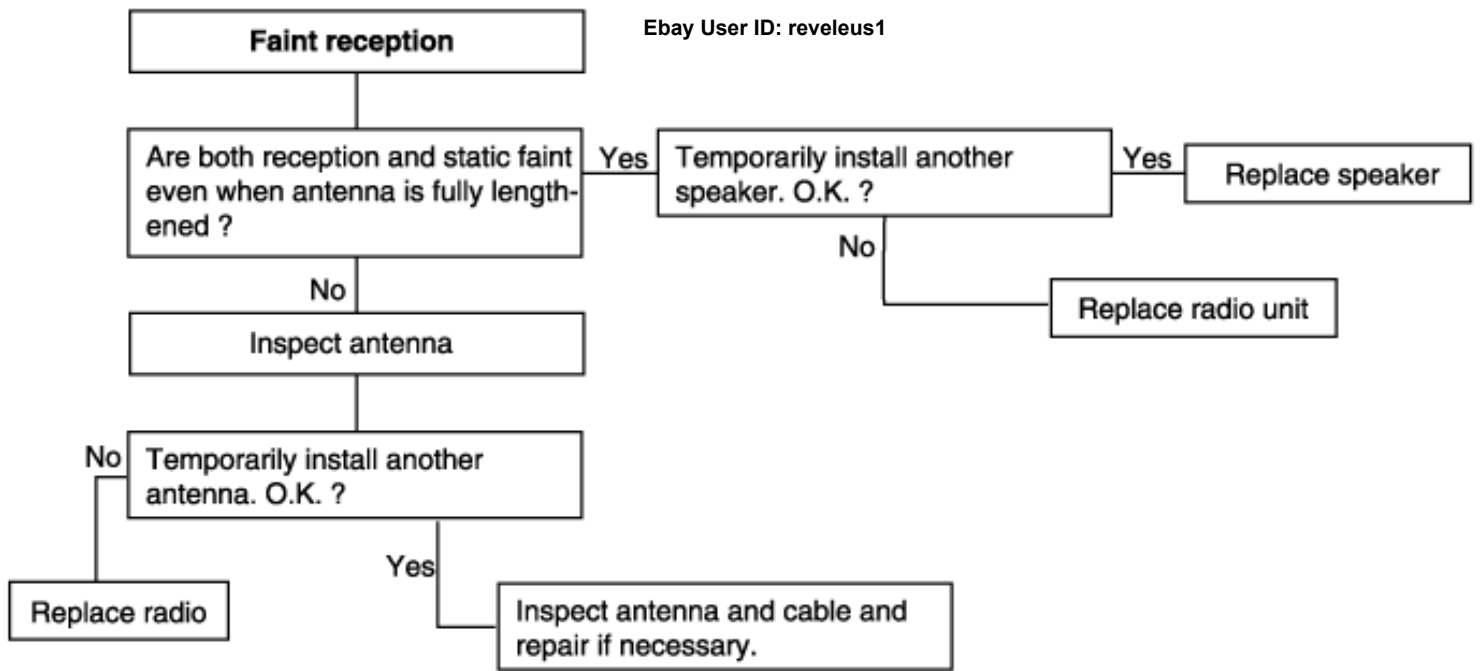 Faint reception
Ebay User ID: reveleus1
Are both reception and static faint
even when antenna is fully length-
ened ?
Yes
Temporarily install another
speaker. O.K. ?
Yes
Replace speaker
No
Replace radio unit
No
Inspect antenna
No
Temporarily install another
antenna. O.K. ?
Yes
Replace radio
Inspect antenna and cable and
repair if necessary.